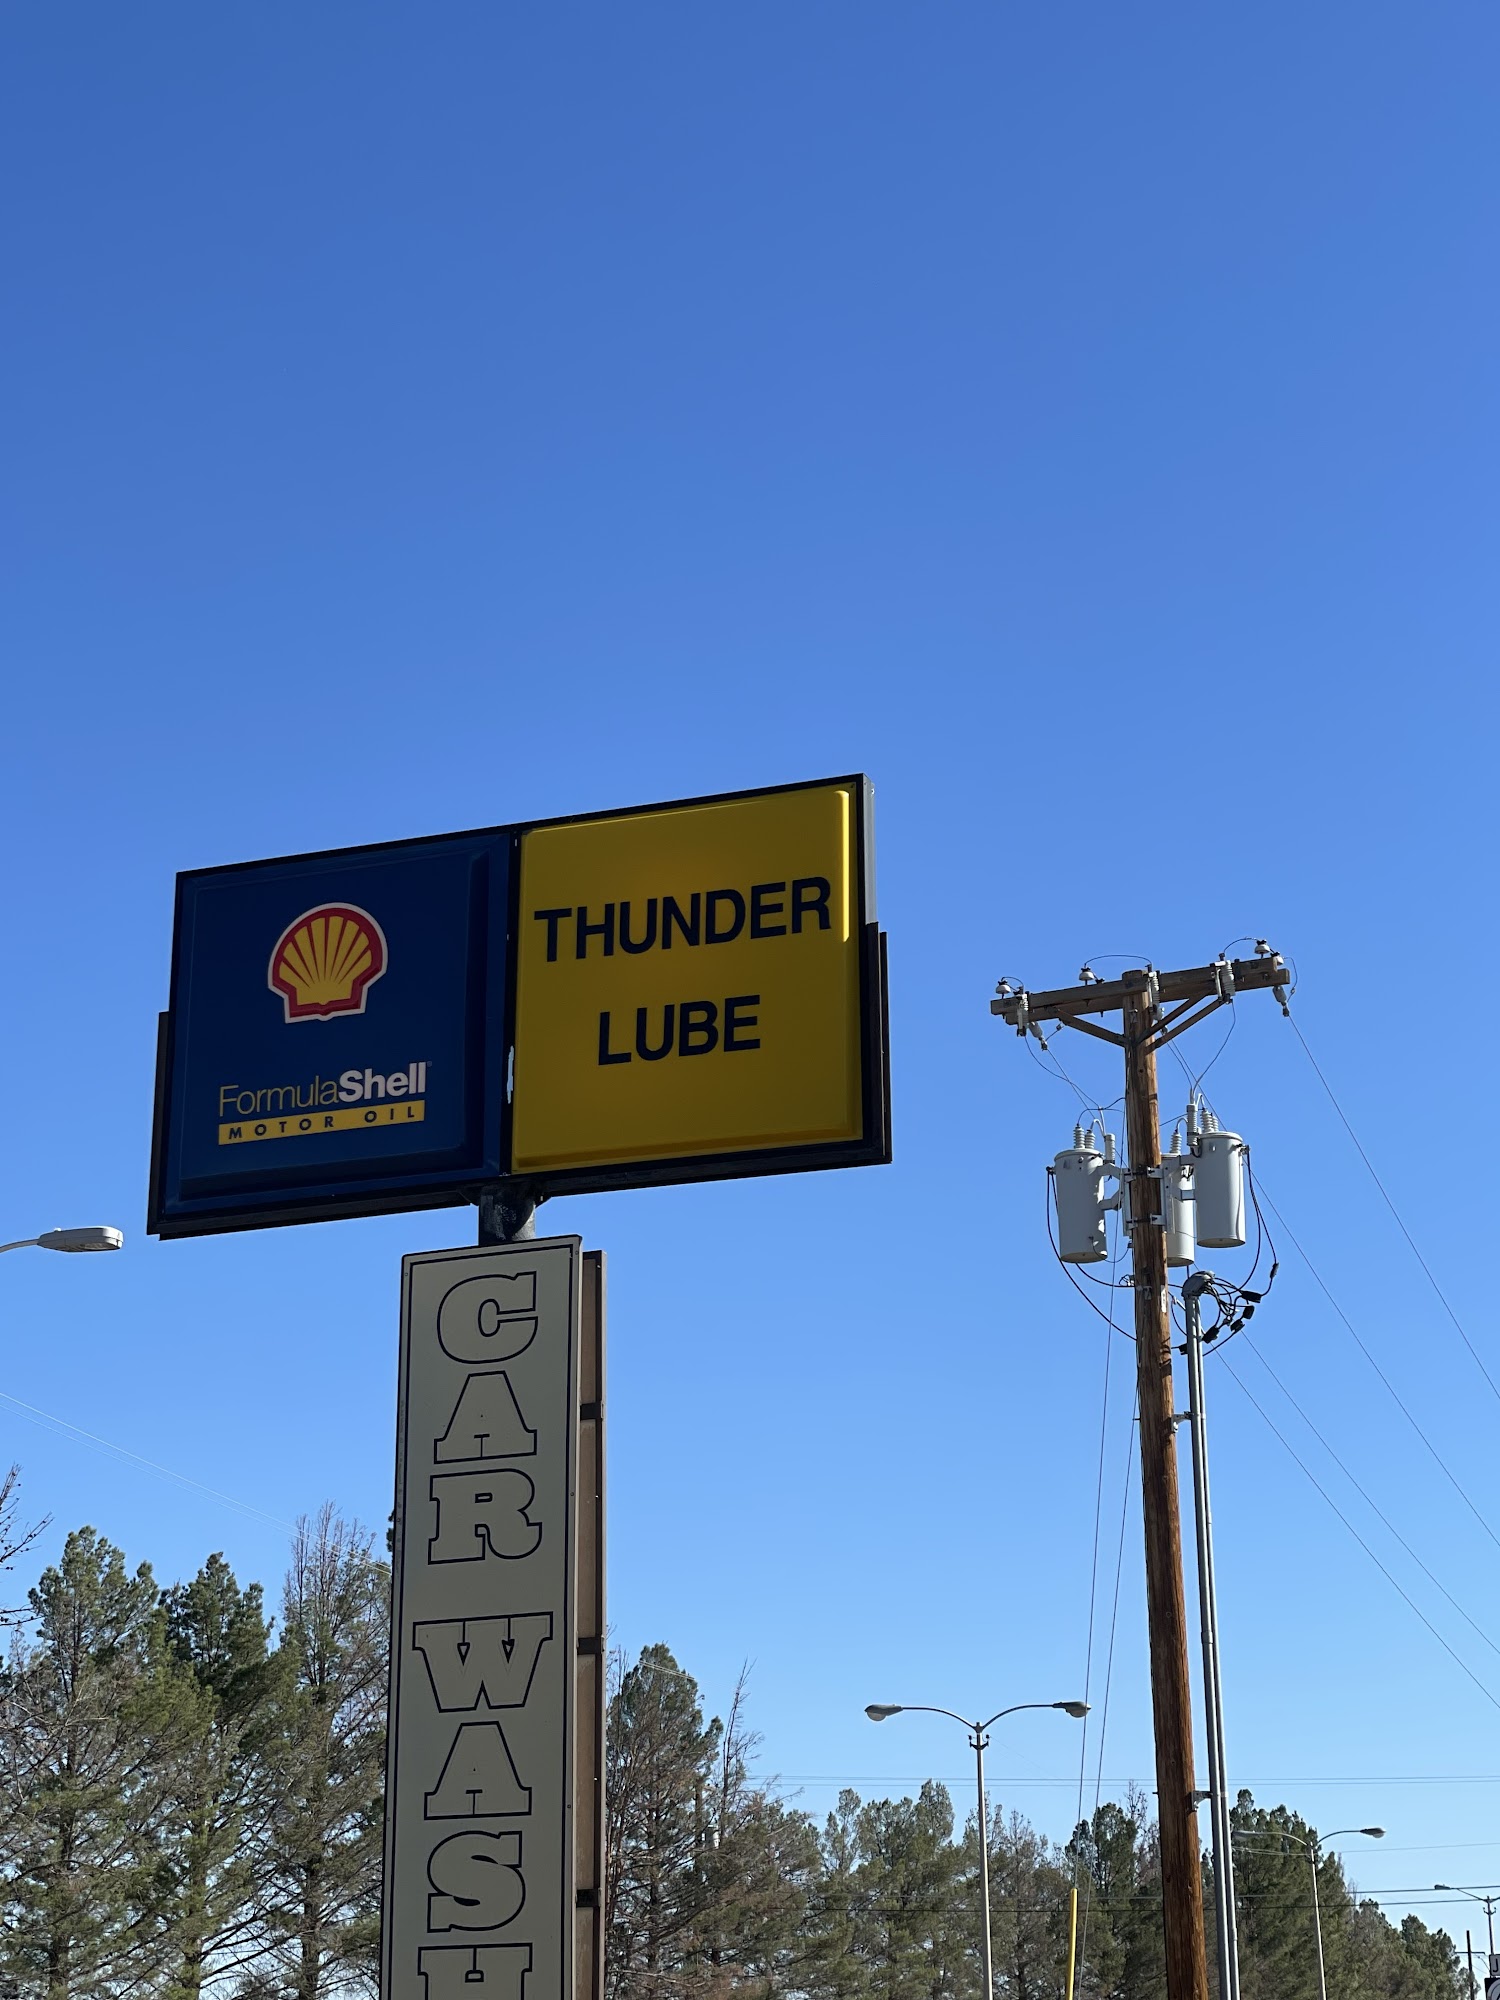 FormulaShell
MOTOR OIL
THUNDER
LUBE
CAR WASH